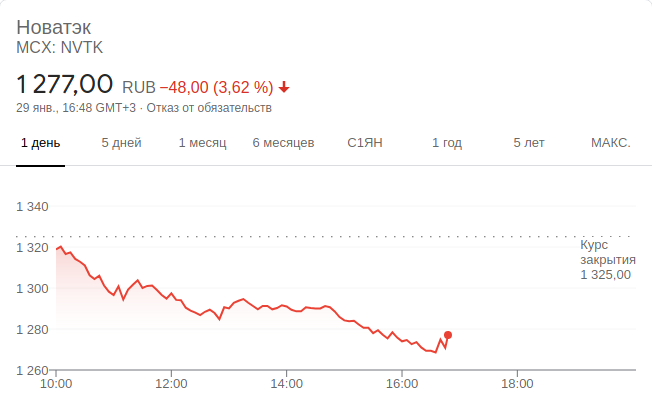 Новатэк
MCX: NVTK
1 277,00 RUB −48,00 (3,62 %)
29 янв., 16:48 GMT+3 · Отказ от обязательств
1 день 5 дней 1 месяц 6 месяцев С1ЯН 1 год 5 лет МАКС.
1 340
1 320
1 300
1 280
1 260
Курс
закрытия
1 325,00
10:00 12:00 14:00 16:00 18:00